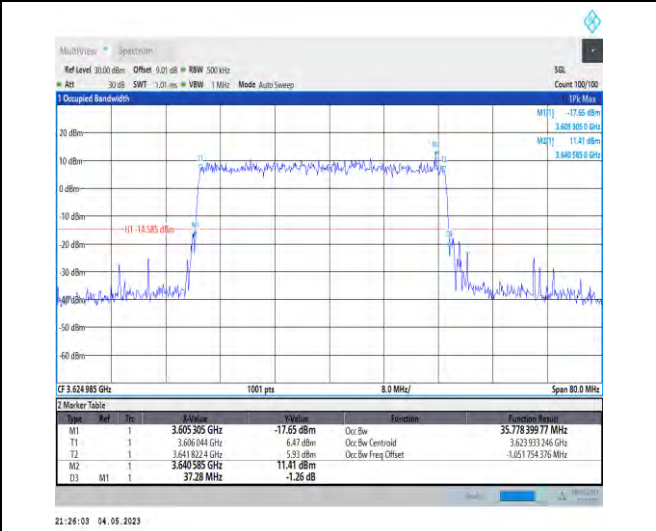 MultiView Spectrum
Ref Level 30.00 dBm Offset 9.01 dB RBW 500 kHz SGL
Att 30 dB SWT 1.01 ms VBW 1 MHz Mode Auto Sweep Count 100/100
1 Occupied Bandwidth 1Pk Max
M1[1] -17.65 dBm
3.605 305 0 GHz
M2[1] 11.41 dBm
3.640 585 0 GHz
20 dBm
10 dBm
0 dBm
-10 dBm
H1 -14.585 dBm
-20 dBm
-30 dBm
-40 dBm
-50 dBm
-60 dBm
T1
M2
T2
M1
D3
CF 3.624 985 GHz 1001 pts 8.0 MHz/ Span 80.0 MHz
2 Marker Table
Type Ref Trc X-Value Y-Value Function Function Result
M1 1 3.605 305 GHz -17.65 dBm Occ Bw 35.778 399 77 MHz
T1 1 3.606 044 GHz 6.47 dBm Occ Bw Centroid 3.623 933 246 GHz
T2 1 3.641 822 4 GHz 5.93 dBm Occ Bw Freq Offset -1.051 754 376 MHz
M2 1 3.640 585 GHz 11.41 dBm
D3 M1 1 37.28 MHz -1.26 dB
21:26:03 04.05.2023